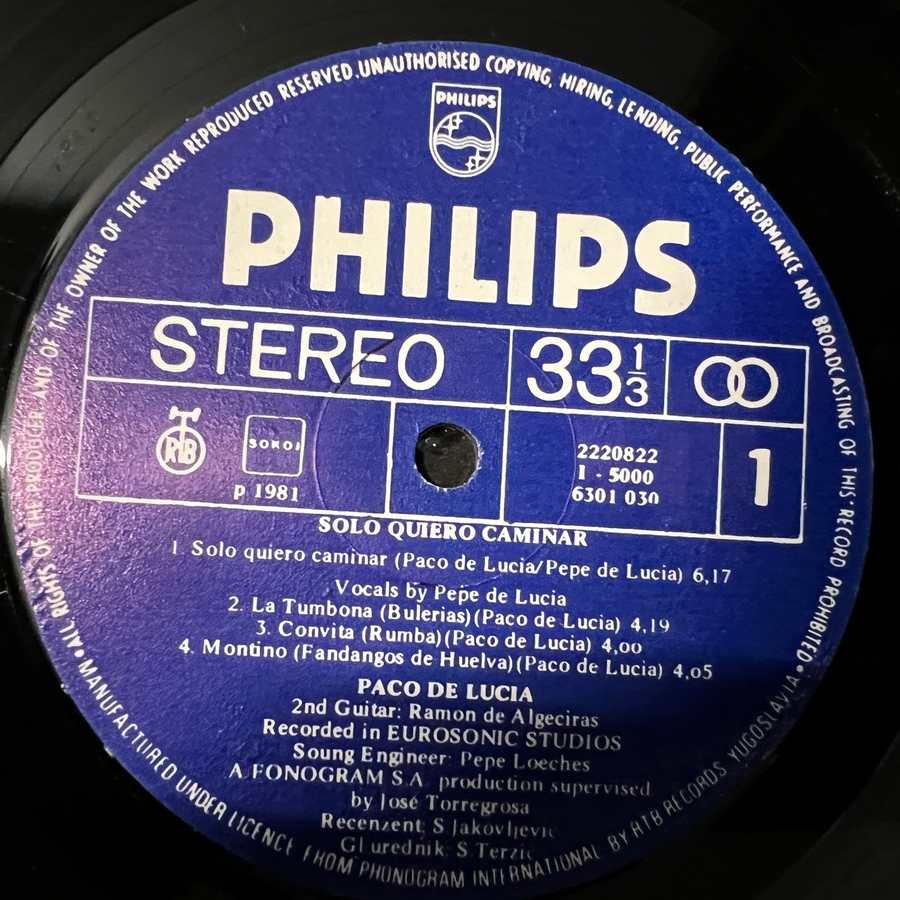 •ALL RIGHTS OF THE PRODUCER AND OF THE OWNER OF THE WORK REPRODUCED RESERVED.UNAUTHORISED COPYING, HIRING, LENDING, PUBLIC PERFORMANCE AND BROADCASTING OF THIS RECORD PROHIBITED•
PHILIPS
PHILIPS
STEREO
33 1/3
RTB
SOKOJ
p 1981
2220822
1 - 5000
6301 030
1
SOLO QUIERO CAMINAR
1 Solo quiero caminar (Paco de Lucia/Pepe de Lucia) 6,17
Vocals by Pepe de Lucia
2. La Tumbona (Bulerias)(Paco de Lucia) 4,19
3. Convita (Rumba)(Paco de Lucia) 4,00
4. Montino (Fandangos de Huelva)(Paco de Lucia) 4,05
PACO DE LUCIA
2nd Guitar: Ramon de Algeciras
Recorded in EUROSONIC STUDIOS
Soung Engineer: Pepe Loeches
A FONOGRAM S.A production supervised
by José Torregrosa
Recenzent: S Jakovljevic
Gl urednik: S Terzic
MANUFACTURED UNDER LICENCE FROM PHONOGRAM INTERNATIONAL BY RTB RECORDS YUGOSLAVIA